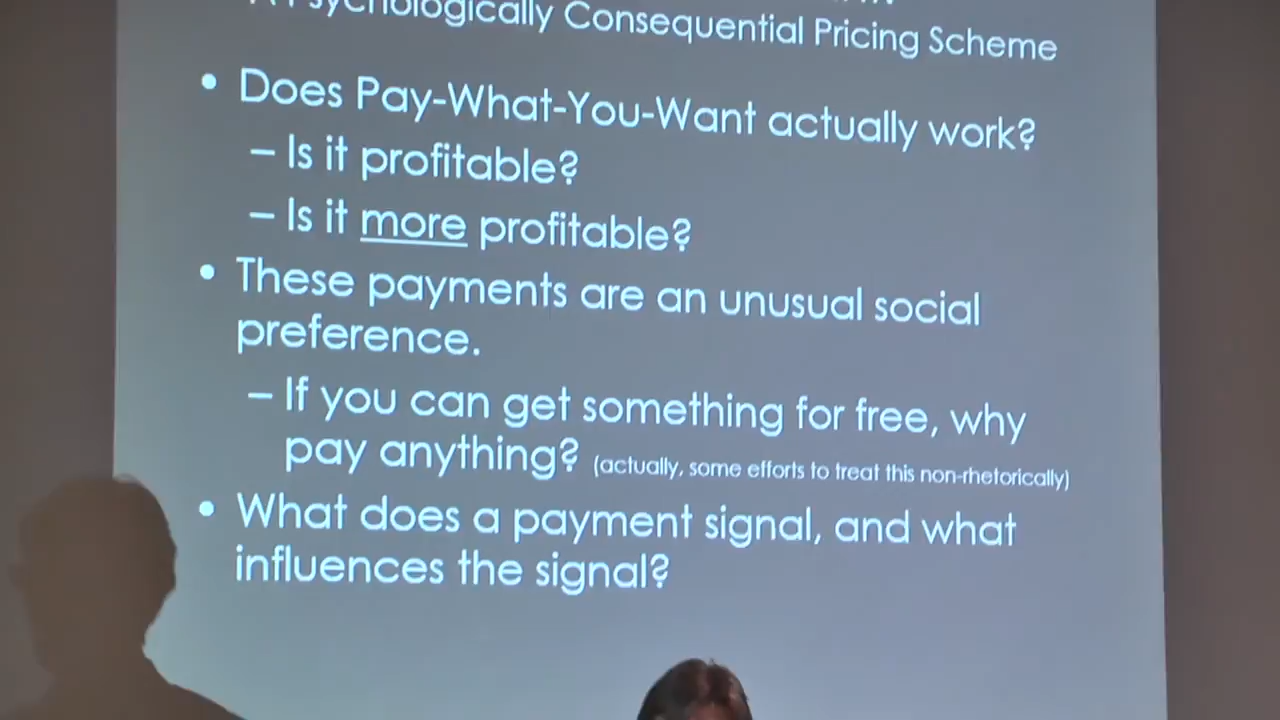 A Psychologically Consequential Pricing Scheme
• Does Pay-What-You-Want actually work?
– Is it profitable?
– Is it more profitable?
• These payments are an unusual social
preference.
– If you can get something for free, why
pay anything? (actually, some efforts to treat this non-rhetorically)
• What does a payment signal, and what
influences the signal?